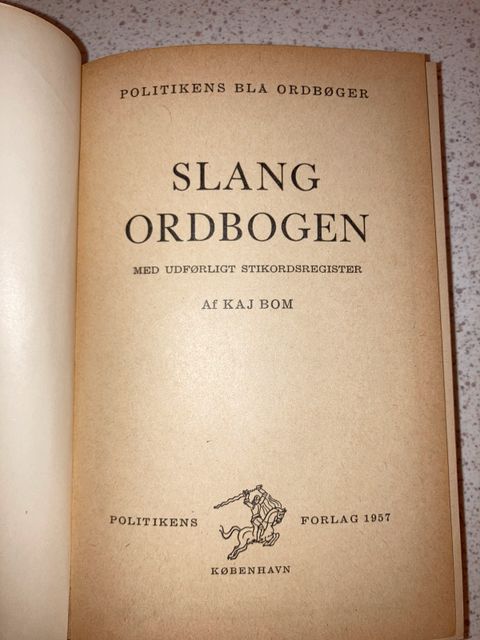 POLITIKENS BLA ORDBØGER
SLANG
ORDBOGEN
MED UDFØRLIGT STIKORDSREGISTER
Af KAJ BOM
POLITIKENS FORLAG 1957
KØBENHAVN